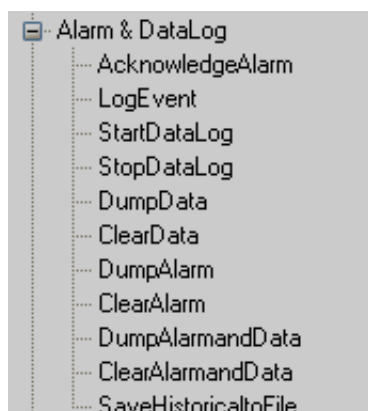 Alarm & DataLog
AcknowledgeAlarm
LogEvent
StartDataLog
StopDataLog
DumpData
ClearData
DumpAlarm
ClearAlarm
DumpAlarmandData
ClearAlarmandData
SaveHistoricaltoFile